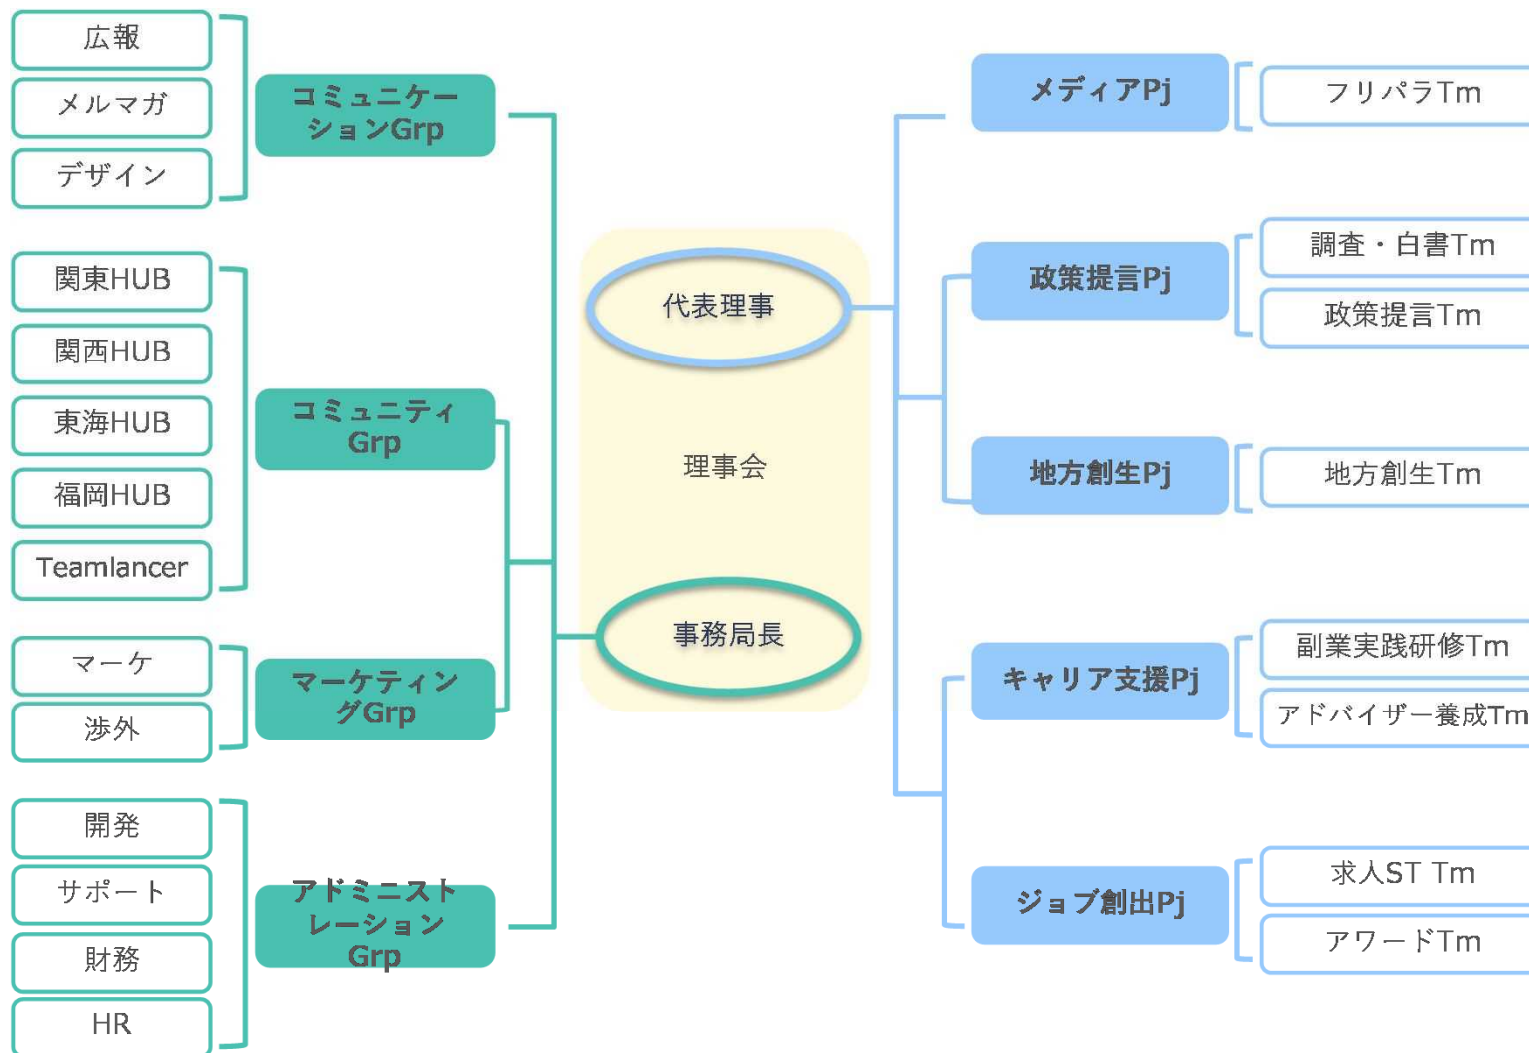 広報
メルマガ
デザイン
コミュニケー
ションGrp
関東HUB
関西HUB
東海HUB
福岡HUB
Teamlancer
コミュニティ
Grp
マーケ
渉外
マーケティン
グGrp
開発
サポート
財務
HR
アドミニスト
レーション
Grp
代表理事
理事会
事務局長
メディアPj
フリパラTm
政策提言Pj
調査・白書Tm
政策提言Tm
地方創生Pj
地方創生Tm
キャリア支援Pj
副業実践研修Tm
アドバイザー養成Tm
ジョブ創出Pj
求人ST Tm
アワードTm